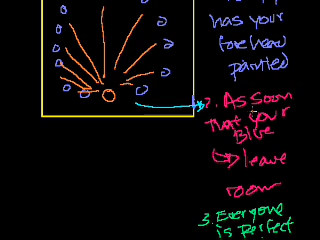 has your
forehead
painted
2. As soon
that your
Blue
↳ leave
room
3. Everyone
is Perfect